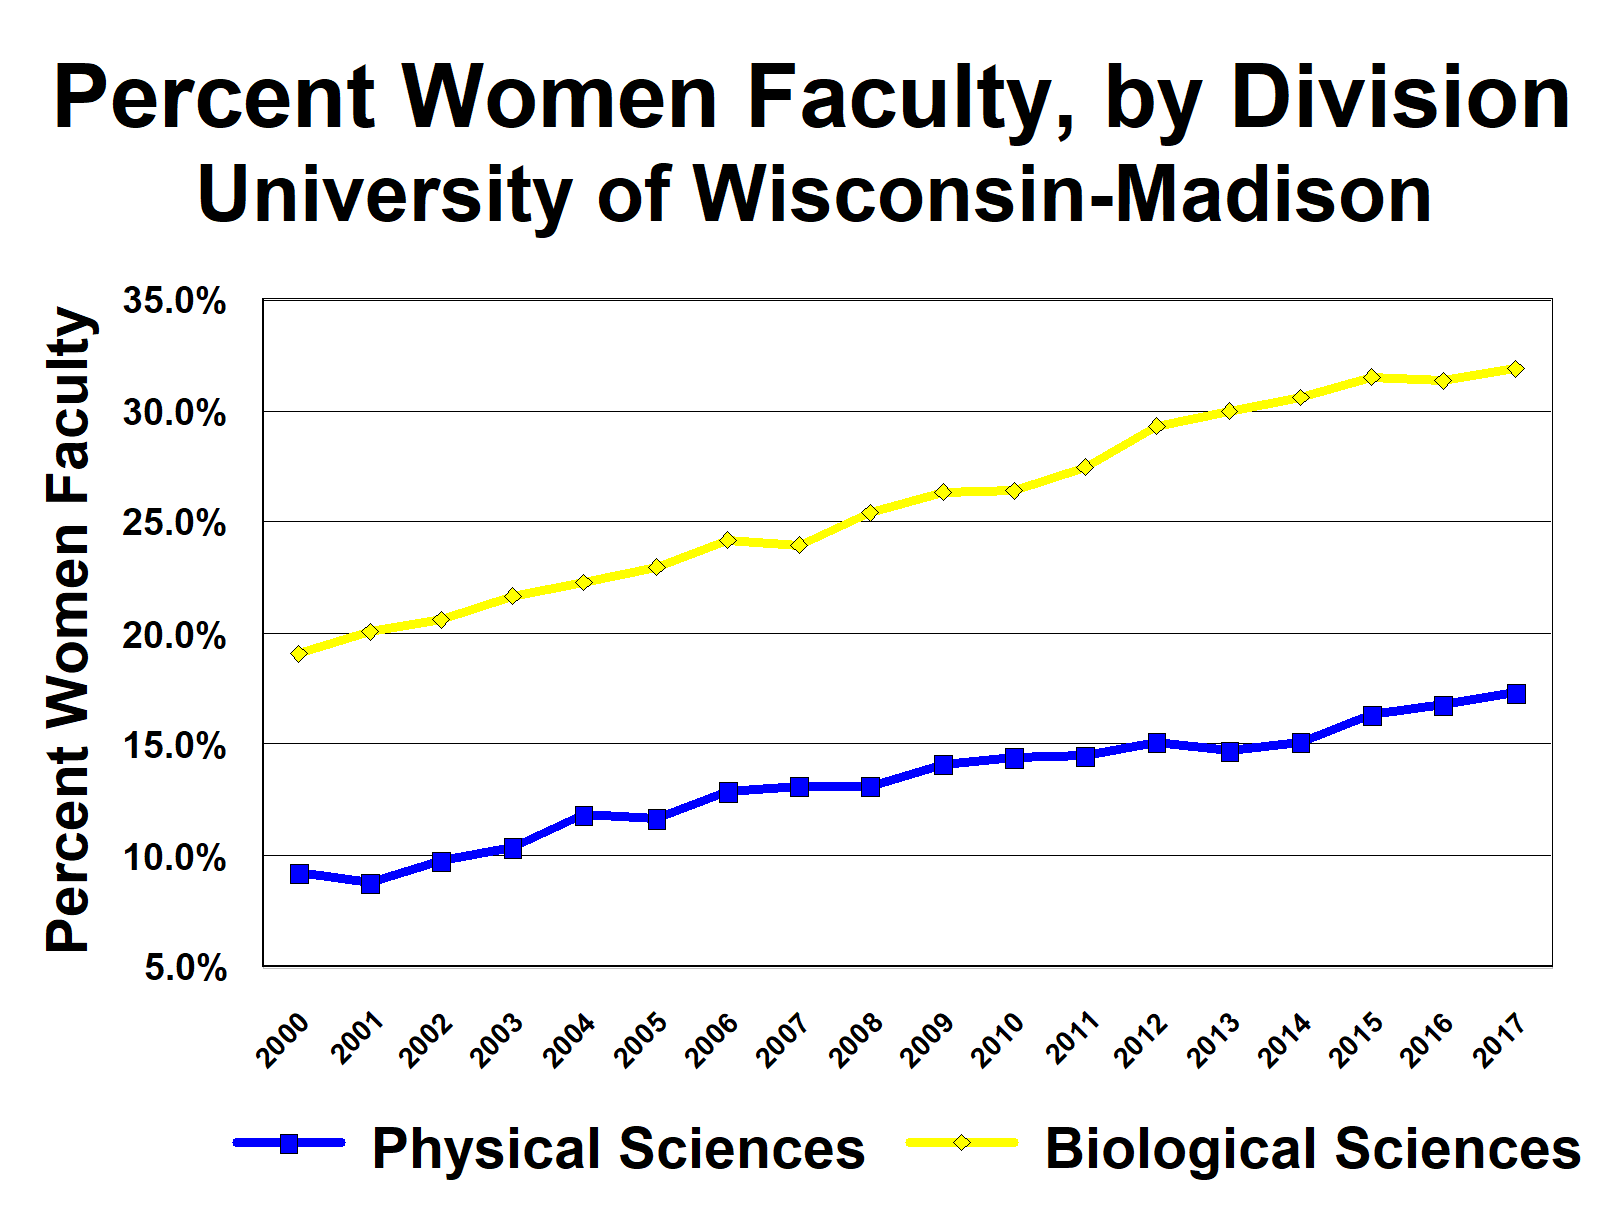 Percent Women Faculty, by Division
University of Wisconsin-Madison
Percent Women Faculty
35.0%
30.0%
25.0%
20.0%
15.0%
10.0%
5.0%
2000 2001 2002 2003 2004 2005 2006 2007 2008 2009 2010 2011 2012 2013 2014 2015 2016 2017
Physical Sciences Biological Sciences